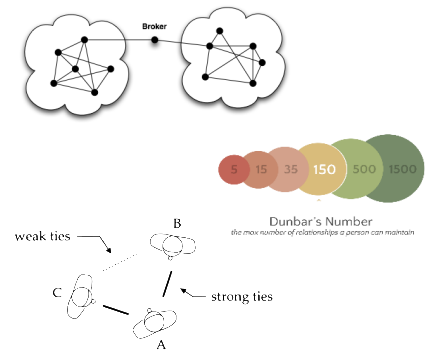 Broker
5 15 35 150 500 1500
Dunbar's Number
the max number of relationships a person can maintain
B
weak ties
C
strong ties
A